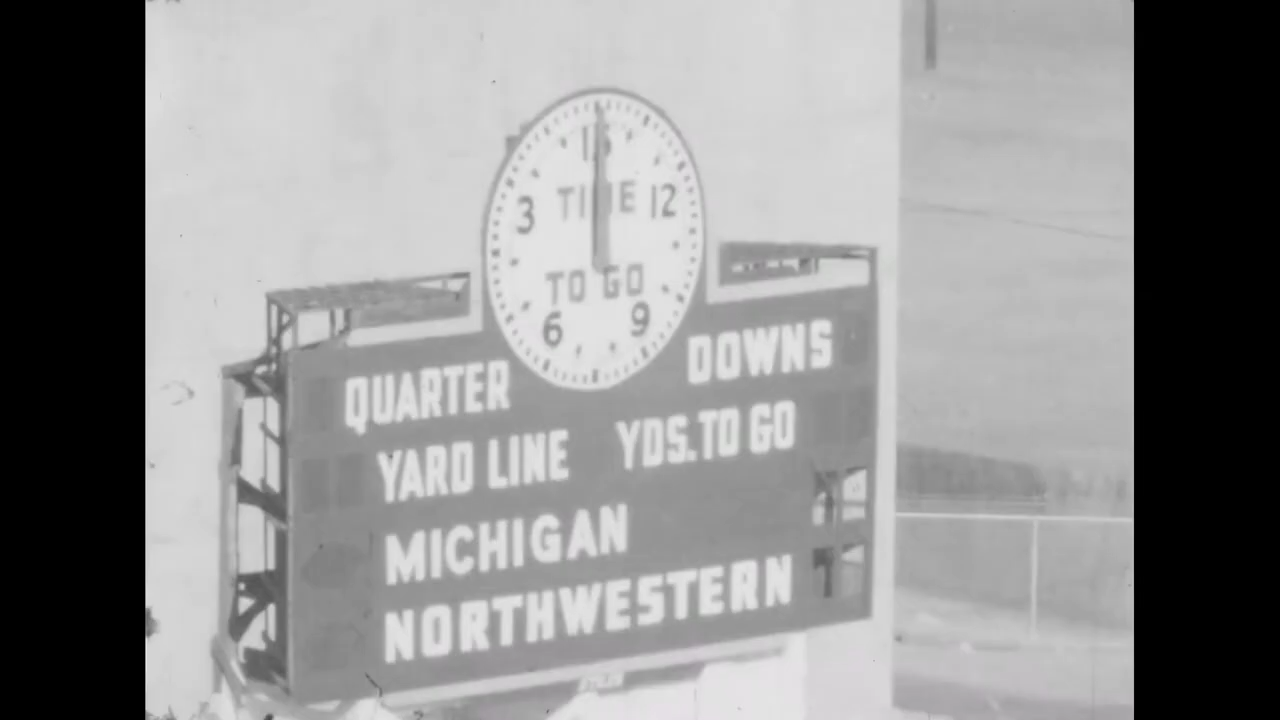 15
TIME
3 12
TO GO
6 9
QUARTER DOWNS
YARD LINE YDS. TO GO
MICHIGAN
NORTHWESTERN